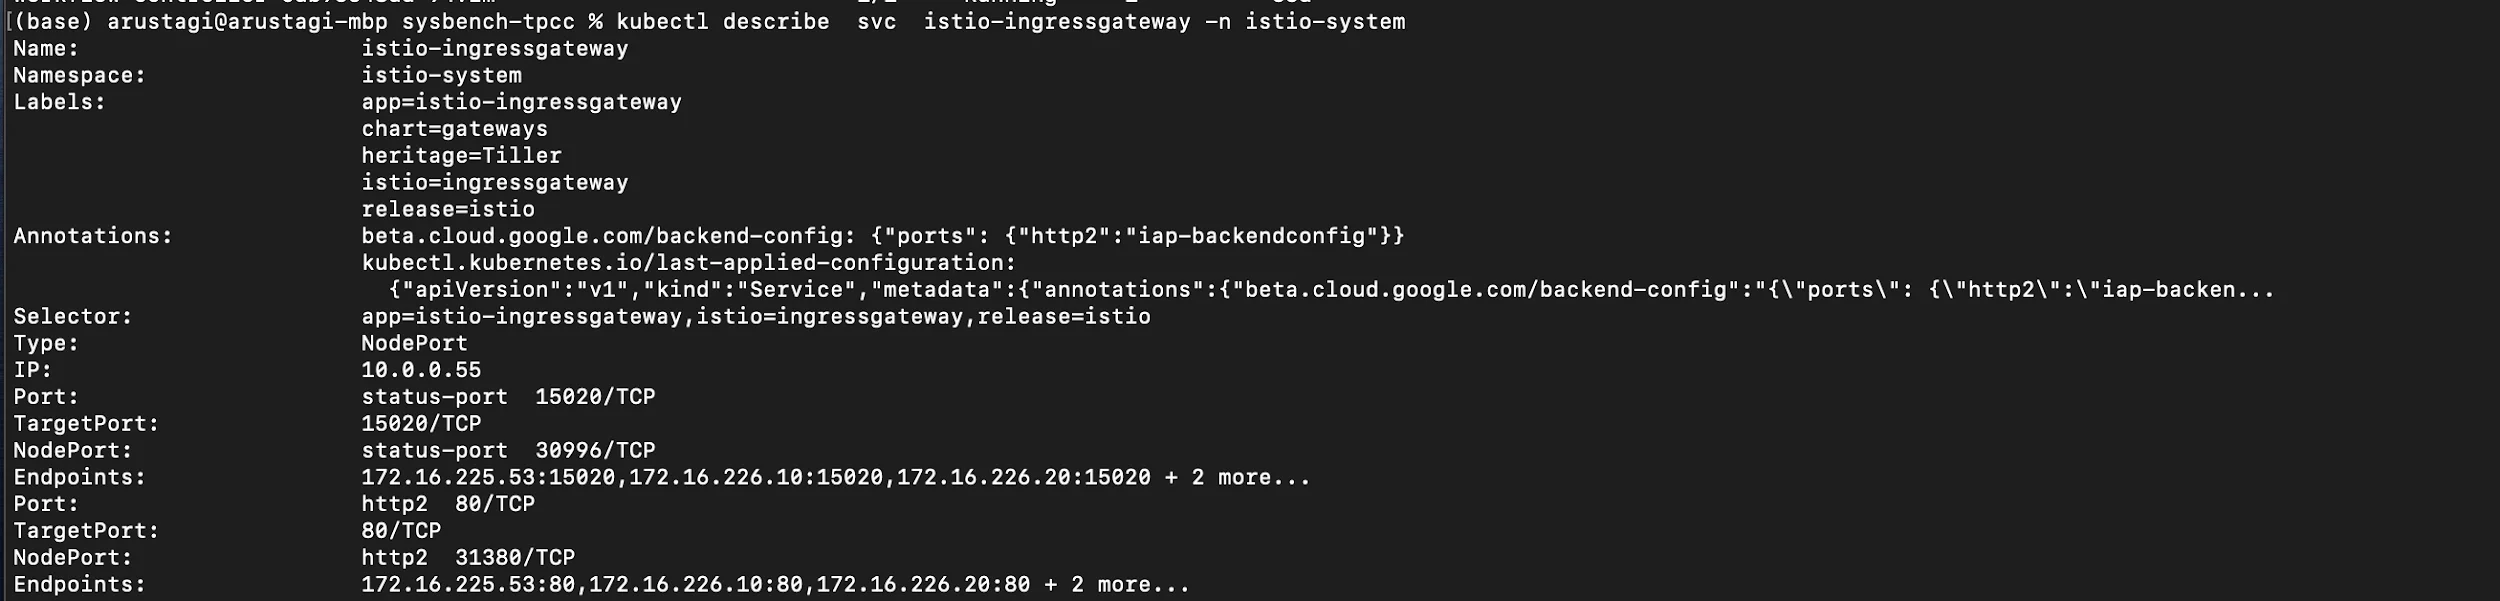 [(base) arustagi@arustagi-mbp sysbench-tpcc % kubectl describe  svc  istio-ingressgateway -n istio-system
Name:                     istio-ingressgateway
Namespace:                istio-system
Labels:                   app=istio-ingressgateway
                          chart=gateways
                          heritage=Tiller
                          istio=ingressgateway
                          release=istio
Annotations:              beta.cloud.google.com/backend-config: {"ports": {"http2":"iap-backendconfig"}}
                          kubectl.kubernetes.io/last-applied-configuration:
                            {"apiVersion":"v1","kind":"Service","metadata":{"annotations":{"beta.cloud.google.com/backend-config":"{\"ports\": {\"http2\":\"iap-backen...
Selector:                 app=istio-ingressgateway,istio=ingressgateway,release=istio
Type:                     NodePort
IP:                       10.0.0.55
Port:                     status-port  15020/TCP
TargetPort:               15020/TCP
NodePort:                 status-port  30996/TCP
Endpoints:                172.16.225.53:15020,172.16.226.10:15020,172.16.226.20:15020 + 2 more...
Port:                     http2  80/TCP
TargetPort:               80/TCP
NodePort:                 http2  31380/TCP
Endpoints:                172.16.225.53:80,172.16.226.10:80,172.16.226.20:80 + 2 more...